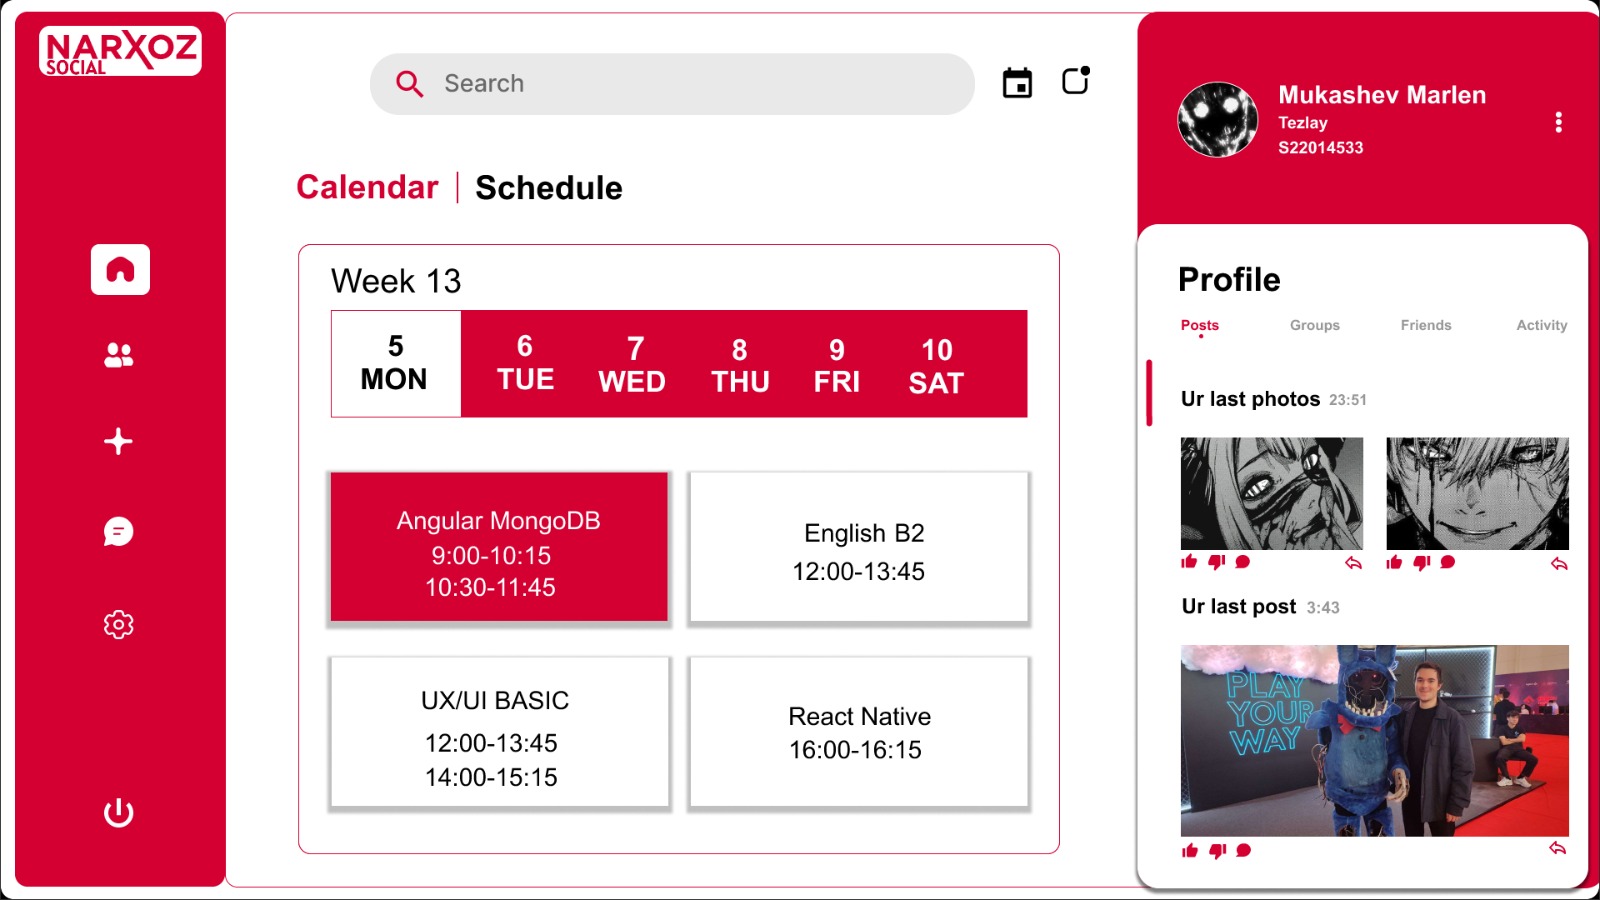 NARXOZ
SOCIAL
Search
Calendar | Schedule
Week 13
5
MON
6
TUE
7
WED
8
THU
9
FRI
10
SAT
Angular MongoDB
9:00-10:15
10:30-11:45
English B2
12:00-13:45
UX/UI BASIC
12:00-13:45
14:00-15:15
React Native
16:00-16:15
Mukashev Marlen
Tezlay
S22014533
Profile
Posts Groups Friends Activity
Ur last photos 23:51
Ur last post 3:43
PLAY
YOUR
WAY